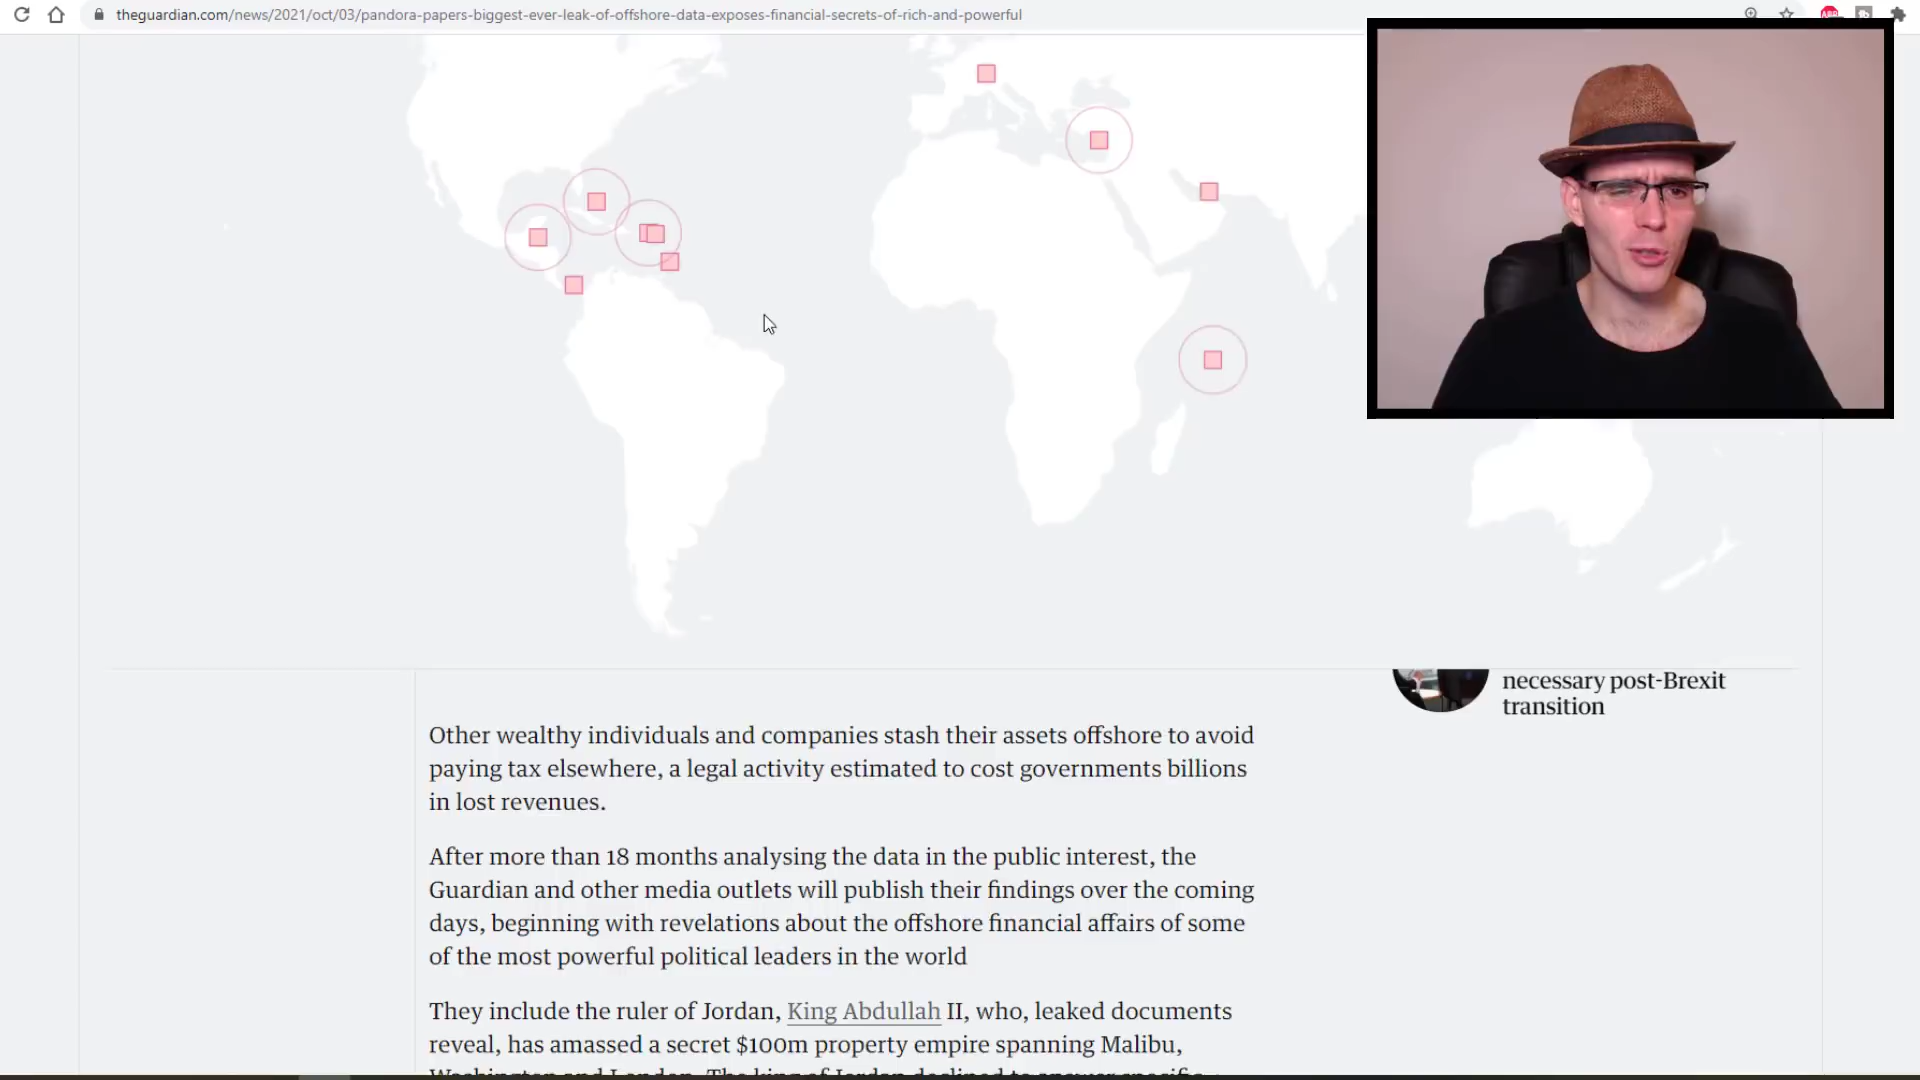 theguardian.com/news/2021/oct/03/pandora-papers-biggest-ever-leak-of-offshore-data-exposes-financial-secrets-of-rich-and-powerful
necessary post-Brexit
transition
Other wealthy individuals and companies stash their assets offshore to avoid
paying tax elsewhere, a legal activity estimated to cost governments billions
in lost revenues.
After more than 18 months analysing the data in the public interest, the
Guardian and other media outlets will publish their findings over the coming
days, beginning with revelations about the offshore financial affairs of some
of the most powerful political leaders in the world
They include the ruler of Jordan, King Abdullah II, who, leaked documents
reveal, has amassed a secret $100m property empire spanning Malibu,